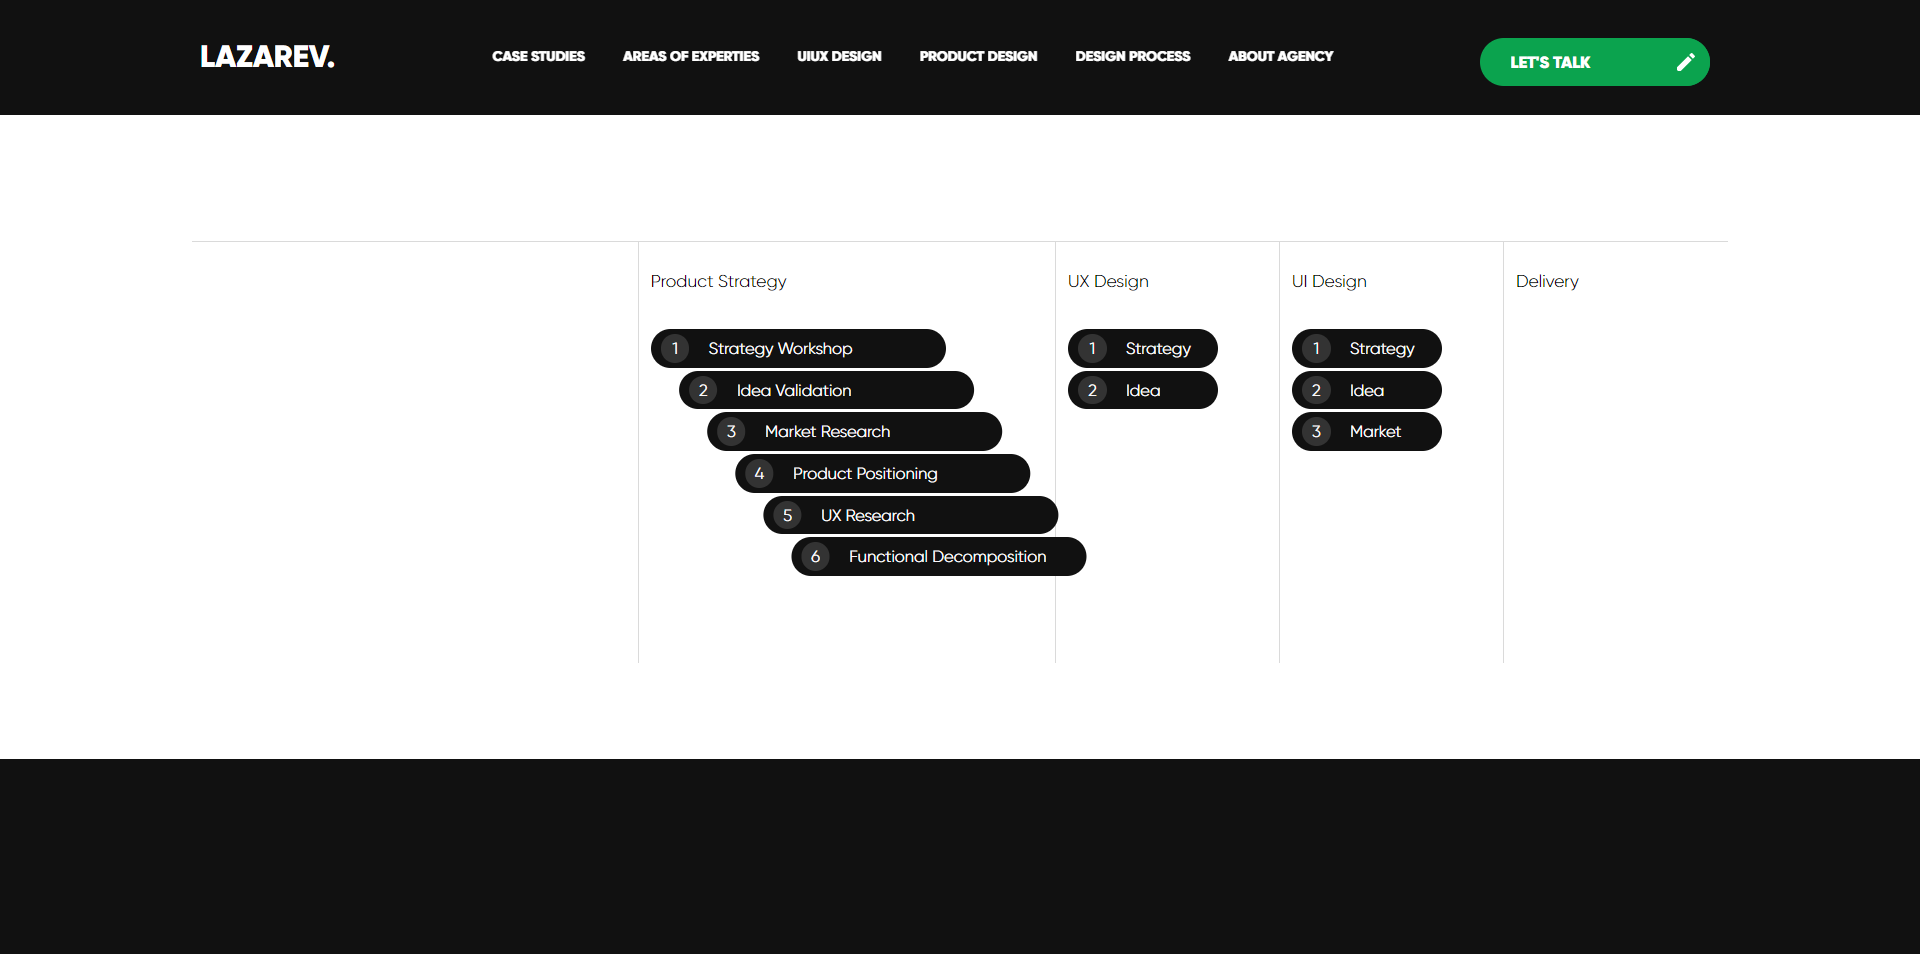 LAZAREV.
CASE STUDIES
AREAS OF EXPERTIES
UIUX DESIGN
PRODUCT DESIGN
DESIGN PROCESS
ABOUT AGENCY
LET'S TALK
Product Strategy
1 Strategy Workshop
2 Idea Validation
3 Market Research
4 Product Positioning
5 UX Research
6 Functional Decomposition
UX Design
1 Strategy
2 Idea
UI Design
1 Strategy
2 Idea
3 Market
Delivery